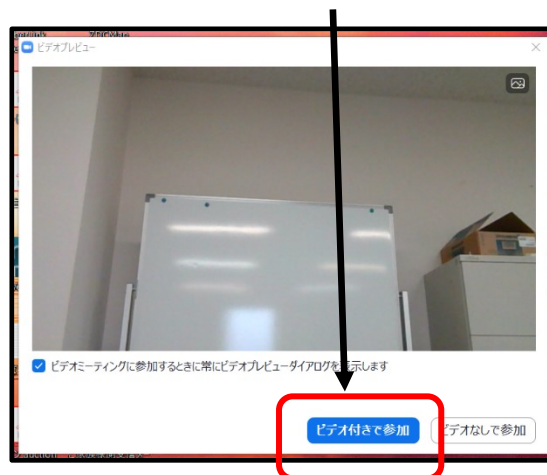 ビデオプレビュー
ビデオミーティングに参加するときに常にビデオプレビューダイアログを表示します
ビデオ付きで参加
ビデオなしで参加